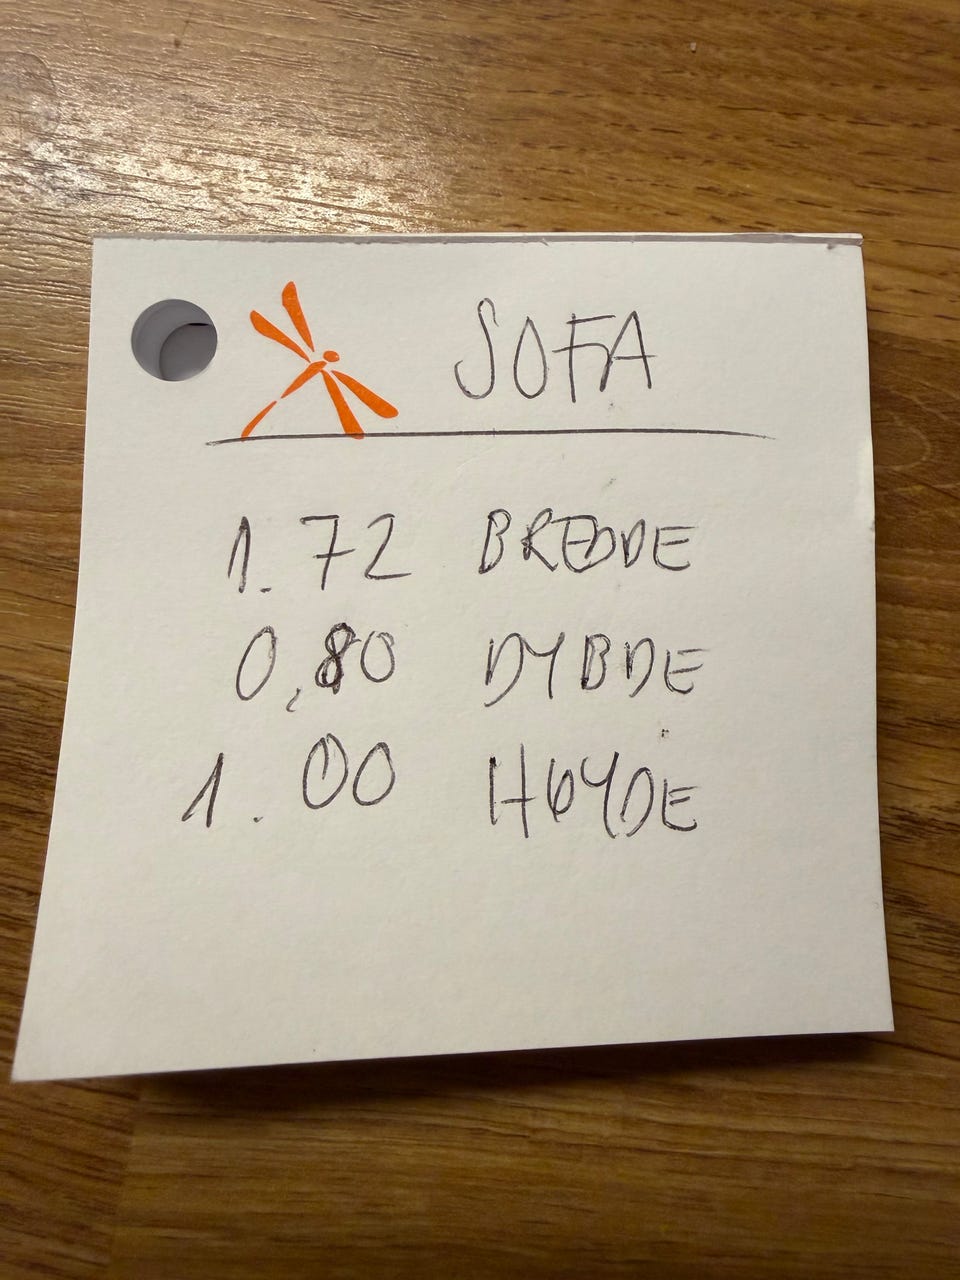 SOFA
1.72 BREDDE
0,80 DYBDE
1.00 HØYDE